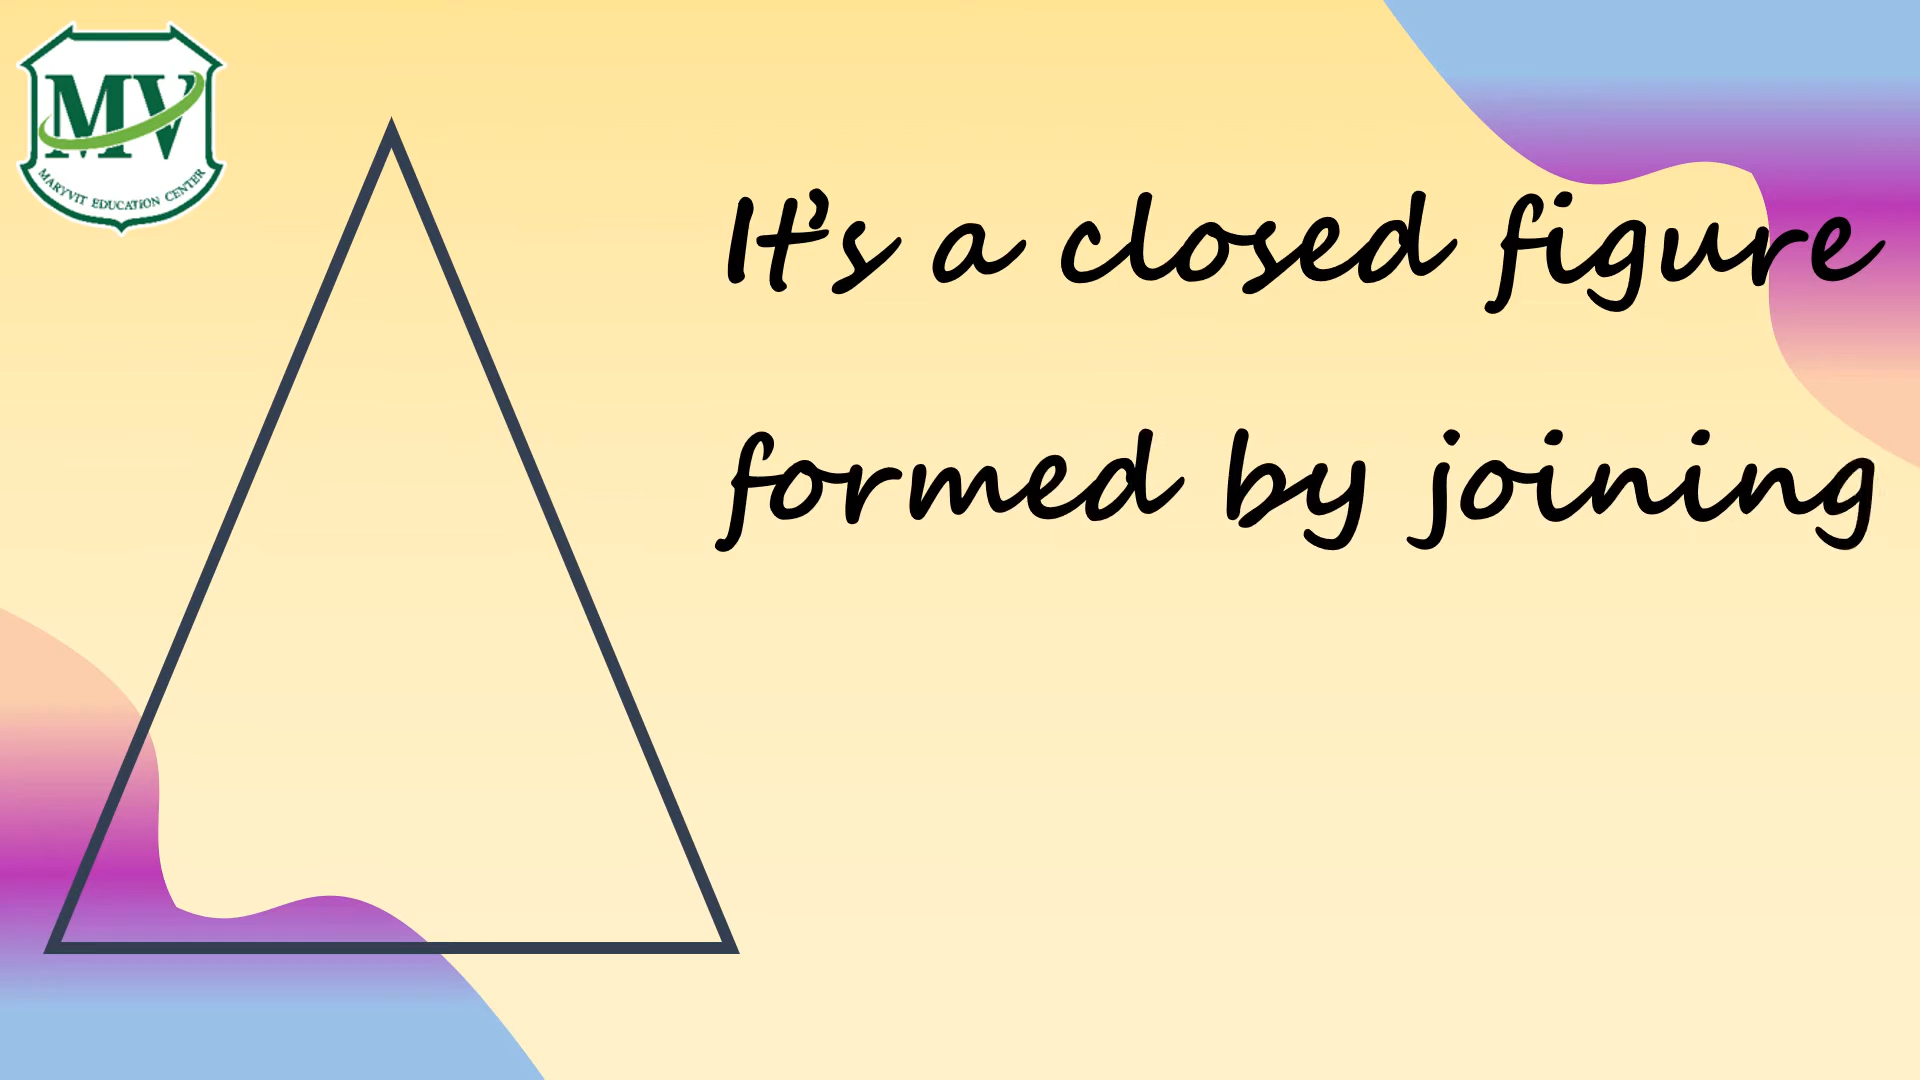 MV
MARYVIT EDUCATION CENTER
It's a closed figure
formed by joining